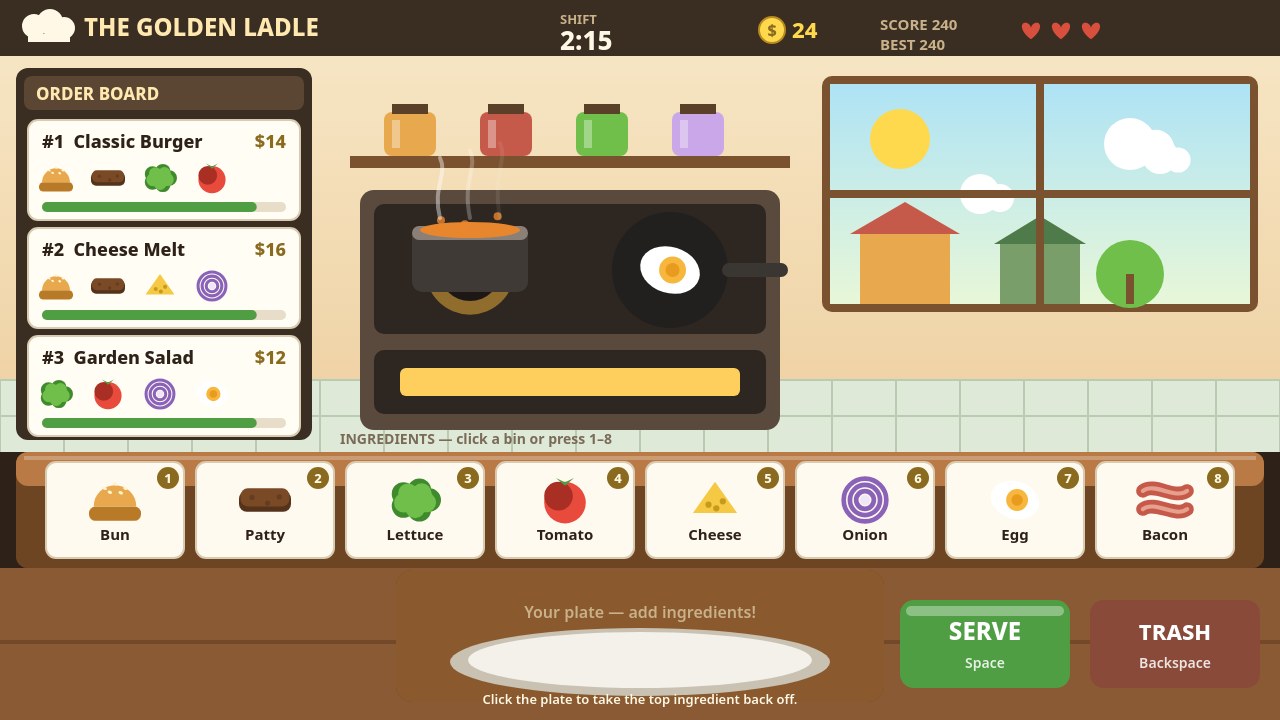 THE GOLDEN LADLE
SHIFT
2:15
$ 24
SCORE 240
BEST 240
ORDER BOARD
#1 Classic Burger $14
#2 Cheese Melt $16
#3 Garden Salad $12
INGREDIENTS — click a bin or press 1–8
1
Bun
2
Patty
3
Lettuce
4
Tomato
5
Cheese
6
Onion
7
Egg
8
Bacon
Your plate — add ingredients!
Click the plate to take the top ingredient back off.
SERVE
Space
TRASH
Backspace